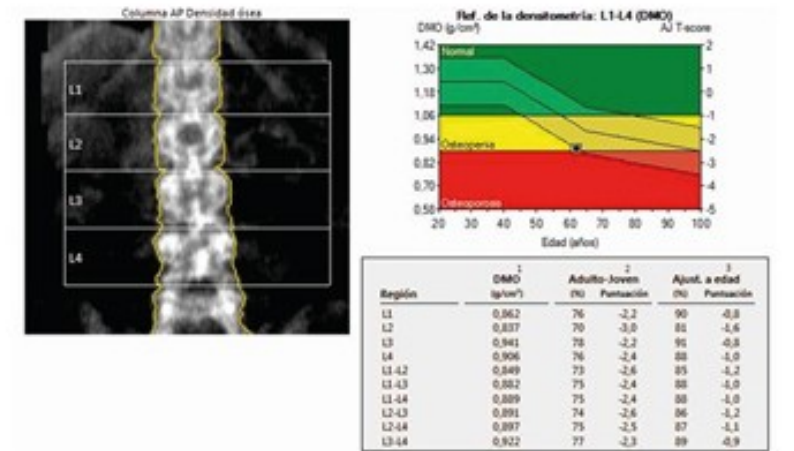 Columna AP Densidad ósea
L1
L2
L3
L4
Ref. de la densitometría: L1-L4 (DMO)
DMO (g/cm²) AJ T-score
1,42 2
1,30 1
1,18 0
1,06 -1
0,94 -2
0,82 -3
0,70 -4
0,58 -5
Normal
Osteopenia
Osteoporosis
20 30 40 50 60 70 80 90 100
Edad (años)
1 2 3
DMO Adulto-Joven Ajust. a edad
Región (g/cm²) (%) Puntuación (%) Puntuación
L1 0,862 76 -2,2 90 -0,8
L2 0,837 70 -3,0 81 -1,6
L3 0,941 78 -2,2 91 -0,8
L4 0,906 76 -2,4 88 -1,0
L1-L2 0,849 73 -2,6 85 -1,2
L1-L3 0,882 75 -2,4 88 -1,0
L1-L4 0,889 75 -2,4 88 -1,0
L2-L3 0,891 74 -2,6 86 -1,2
L2-L4 0,897 75 -2,5 87 -1,1
L3-L4 0,922 77 -2,3 89 -0,9